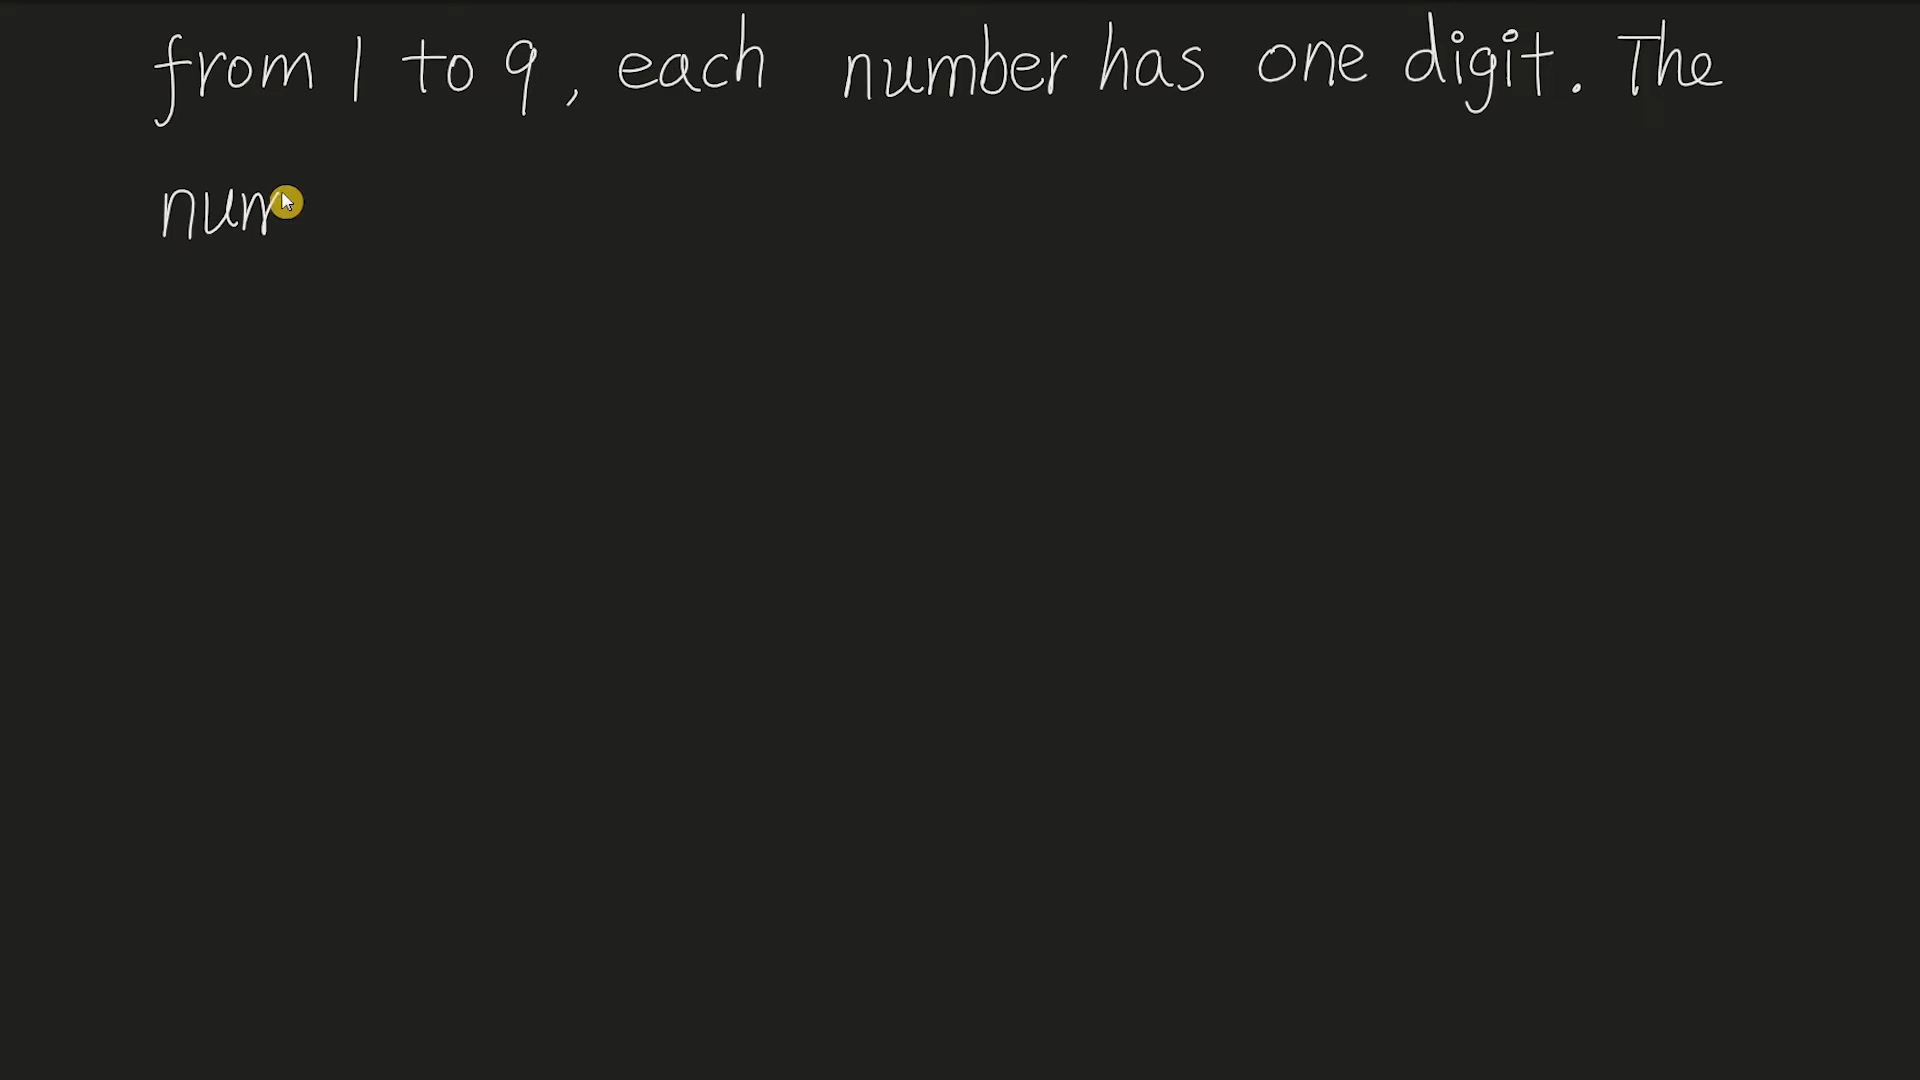 from 1 to 9, each number has one digit. The
num